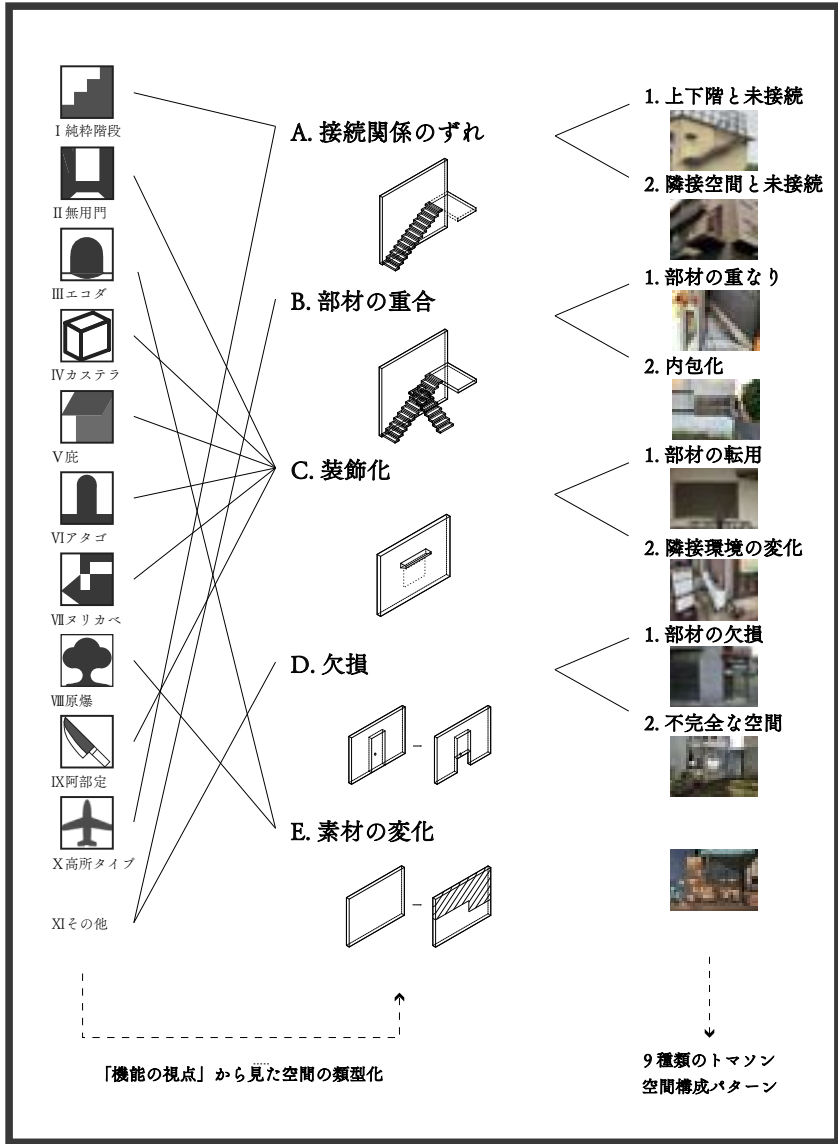 Ⅰ純粋階段
Ⅱ無用門
Ⅲエコダ
Ⅳカステラ
Ⅴ庇
Ⅵアタゴ
Ⅶヌリカベ
Ⅷ原爆
Ⅸ阿部定
Ⅹ高所タイプ
Ⅺその他
A. 接続関係のずれ
B. 部材の重合
C. 装飾化
D. 欠損
E. 素材の変化
1. 上下階と未接続
2. 隣接空間と未接続
1. 部材の重なり
2. 内包化
1. 部材の転用
2. 隣接環境の変化
1. 部材の欠損
2. 不完全な空間
「機能の視点」から見た空間の類型化
9種類のトマソン
空間構成パターン